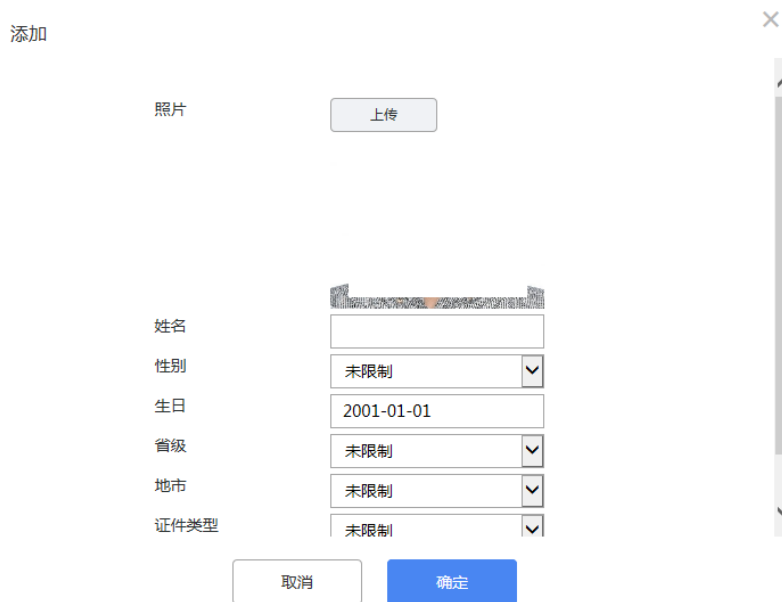 添加
照片
上传
姓名
性别
未限制
生日
2001-01-01
省级
未限制
地市
未限制
证件类型
未限制
取消
确定